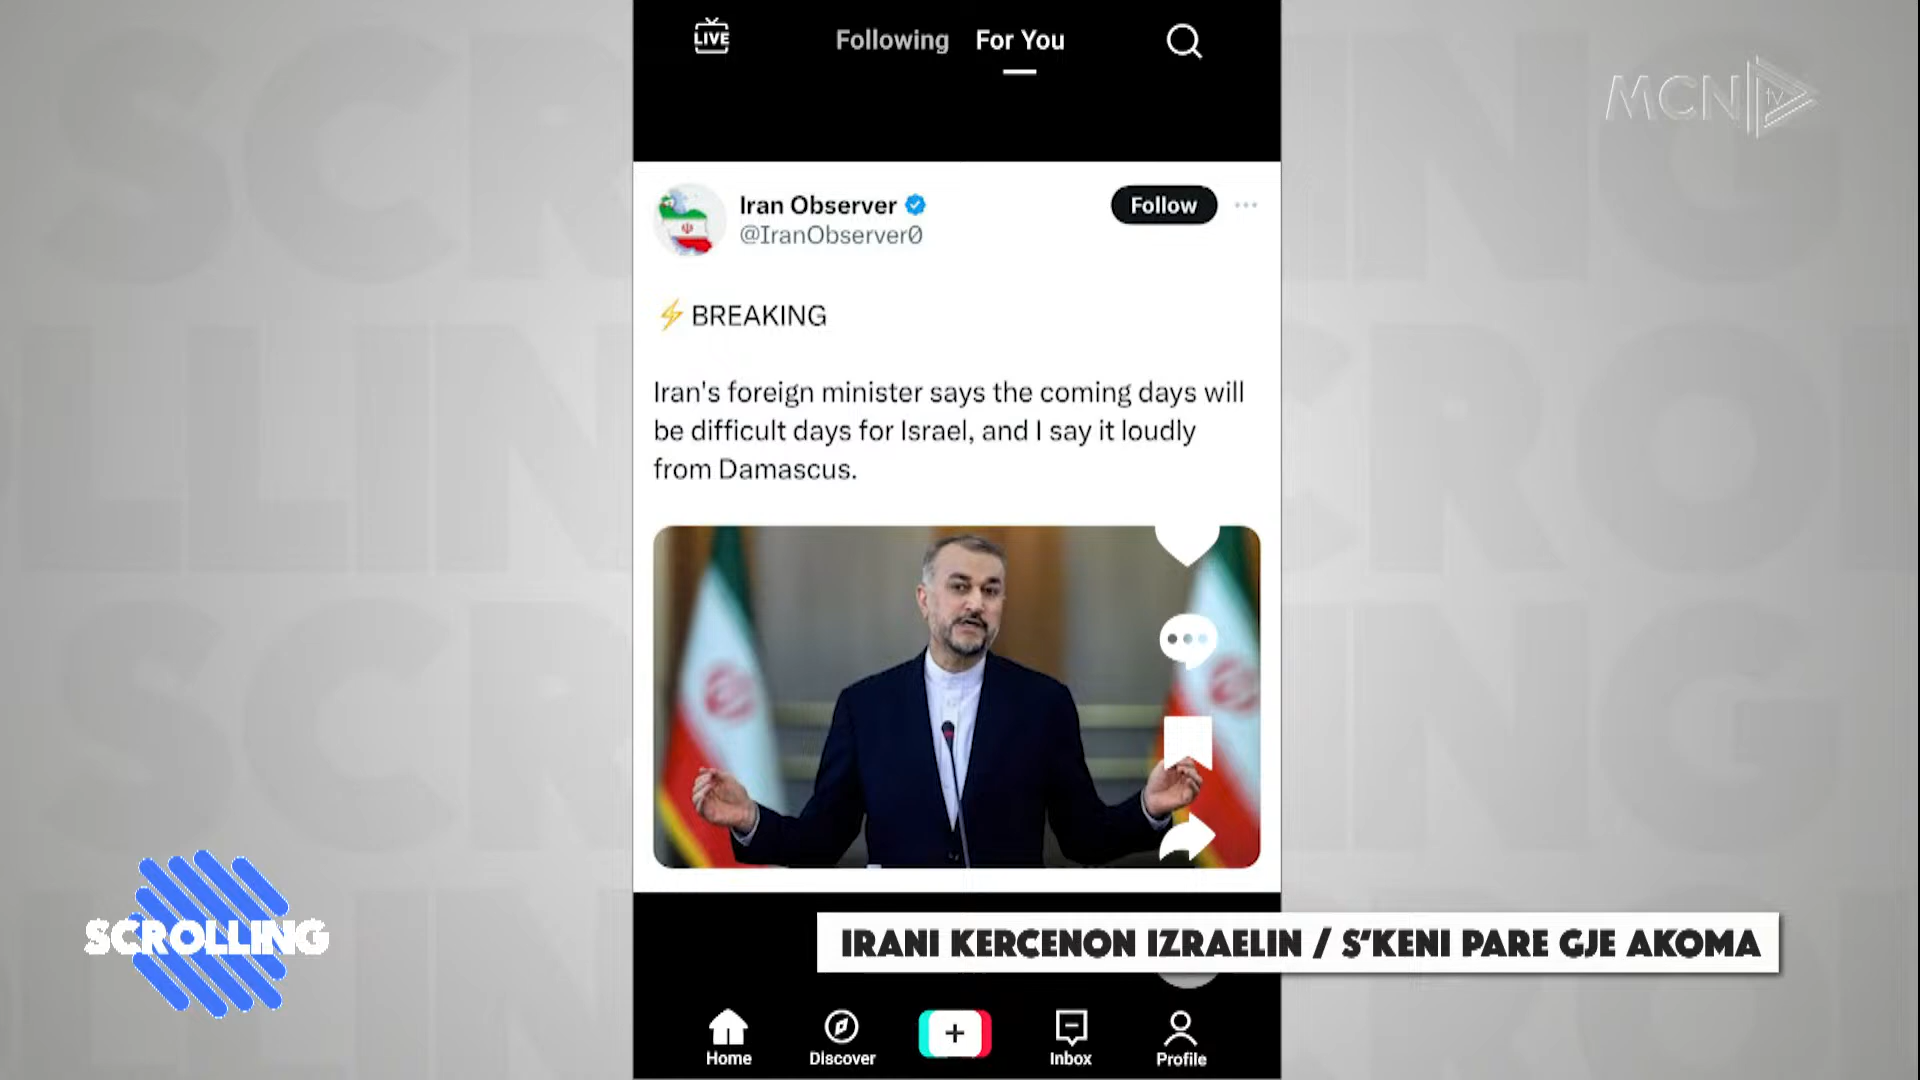 LIVE
Following For You
MCN tv
Iran Observer
@IranObserver0
Follow
⚡ BREAKING
Iran's foreign minister says the coming days will
be difficult days for Israel, and I say it loudly
from Damascus.
SCROLLING
IRANI KERCENON IZRAELIN / S'KENI PARE GJE AKOMA
Home
Discover
Inbox
Profile